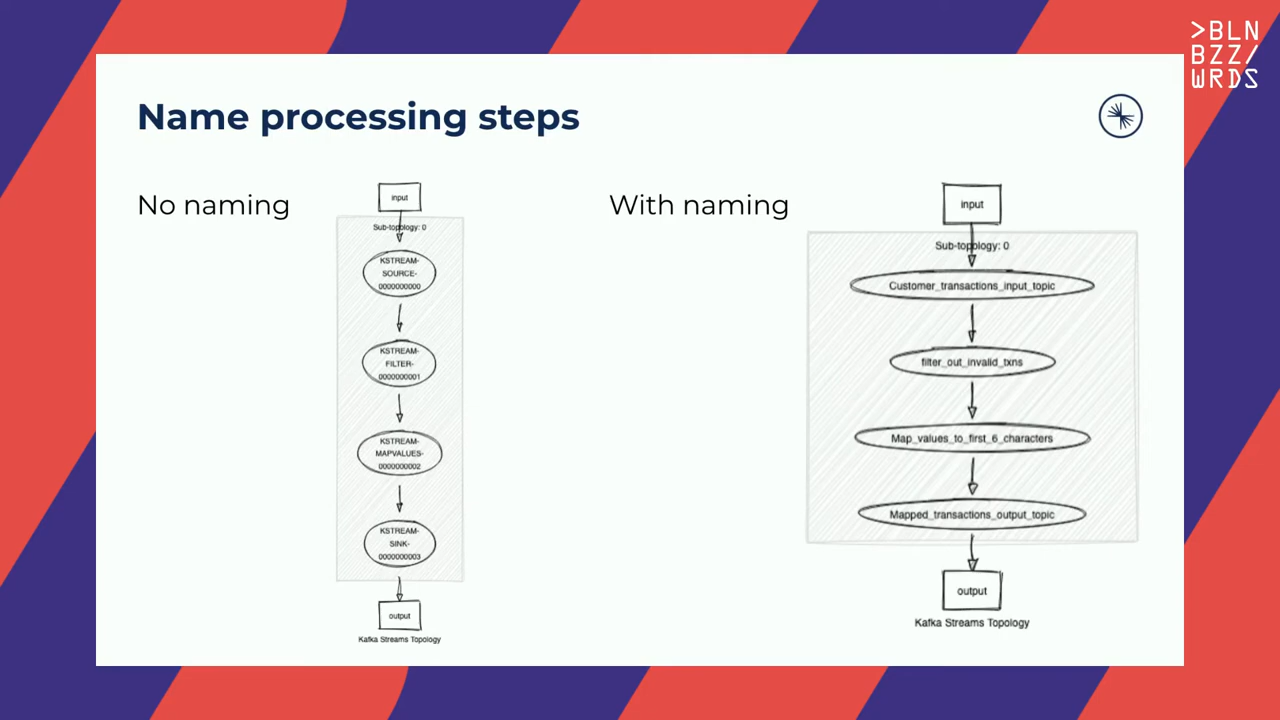 >BLN
BZZ/
WRDS
Name processing steps
No naming
input
Sub-topology: 0
KSTREAM-
SOURCE-
0000000000
KSTREAM-
FILTER-
0000000001
KSTREAM-
MAPVALUES-
0000000002
KSTREAM-
SINK-
0000000003
output
Kafka Streams Topology
With naming
input
Sub-topology: 0
Customer_transactions_input_topic
filter_out_invalid_txns
Map_values_to_first_6_characters
Mapped_transactions_output_topic
output
Kafka Streams Topology